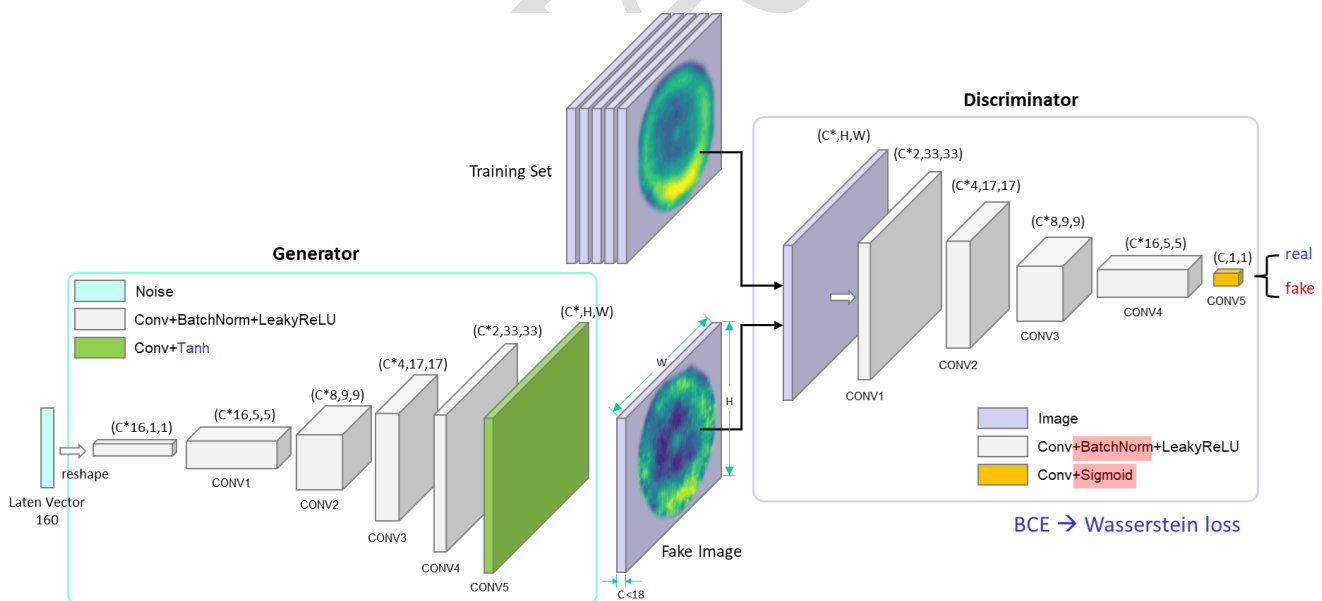 Discriminator
(C*,H,W)
(C*2,33,33)
(C*4,17,17)
(C*8,9,9)
(C*16,5,5)
(C,1,1)
real
fake
CONV5
CONV4
CONV3
CONV2
CONV1
Training Set
Generator
Noise
Conv+BatchNorm+LeakyReLU
Conv+Tanh
(C*,H,W)
(C*2,33,33)
(C*4,17,17)
(C*8,9,9)
(C*16,5,5)
(C*16,1,1)
reshape
Laten Vector
160
CONV1
CONV2
CONV3
CONV4
CONV5
W
H
Fake Image
C<18
Image
Conv+BatchNorm+LeakyReLU
Conv+Sigmoid
BCE → Wasserstein loss